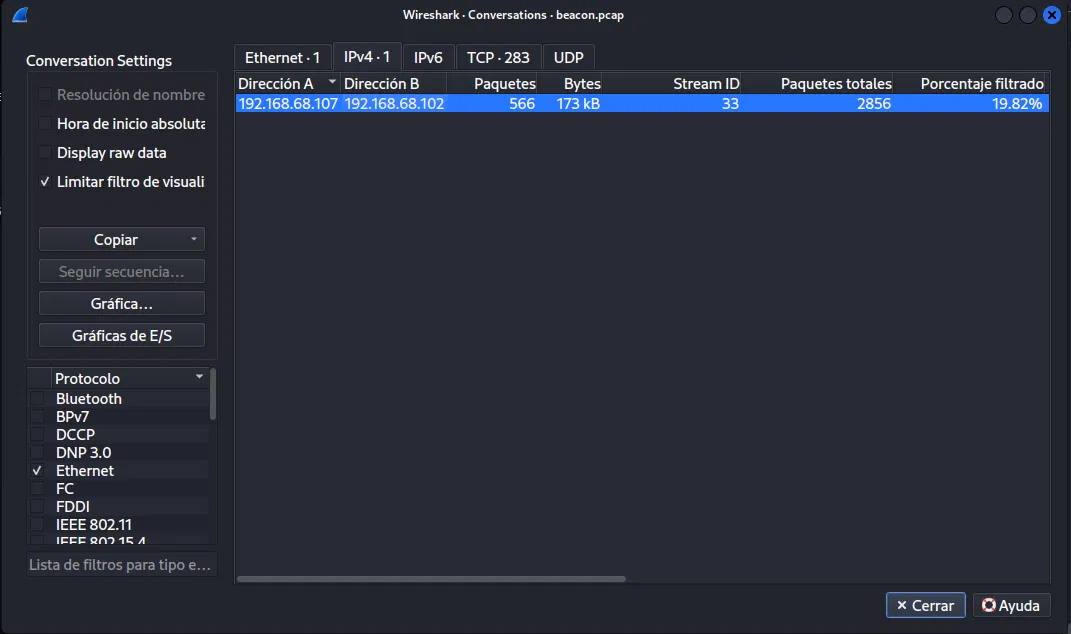 Wireshark · Conversations · beacon.pcap
Conversation Settings
Resolución de nombre
Hora de inicio absoluta
Display raw data
Limitar filtro de visuali
Copiar
Seguir secuencia…
Gráfica…
Gráficas de E/S
Protocolo
Bluetooth
BPv7
DCCP
DNP 3.0
Ethernet
FC
FDDI
IEEE 802.11
IEEE 802.15.4
Lista de filtros para tipo e…
Ethernet · 1 IPv4 · 1 IPv6 TCP · 283 UDP
Dirección A Dirección B Paquetes Bytes Stream ID Paquetes totales Porcentaje filtrado
192.168.68.107 192.168.68.102 566 173 kB 33 2856 19.82%
Cerrar Ayuda